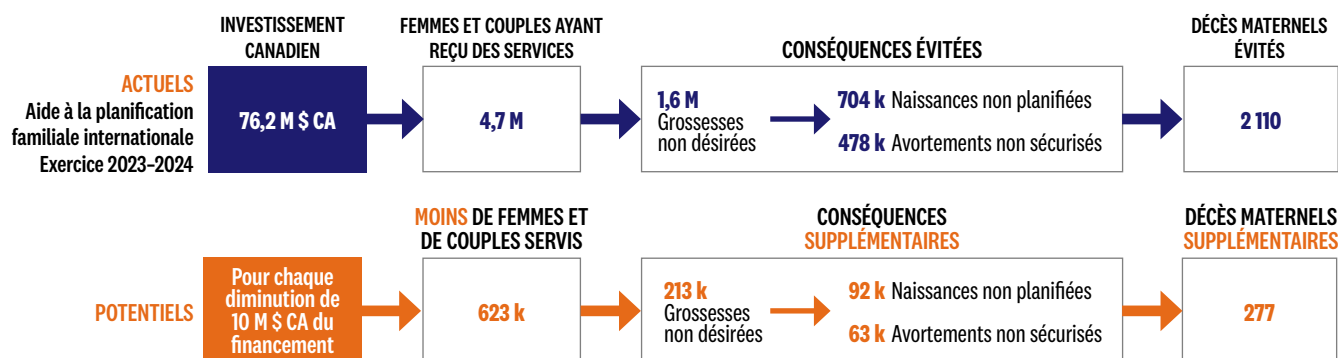 INVESTISSEMENT
CANADIEN
FEMMES ET COUPLES AYANT
REÇU DES SERVICES
CONSÉQUENCES ÉVITÉES
DÉCÈS MATERNELS
ÉVITÉS
ACTUELS
Aide à la planification
familiale internationale
Exercice 2023–2024
76,2 M $ CA
4,7 M
1,6 M
Grossesses
non désirées
704 k Naissances non planifiées
478 k Avortements non sécurisés
2 110
MOINS DE FEMMES ET
DE COUPLES SERVIS
CONSÉQUENCES
SUPPLÉMENTAIRES
DÉCÈS MATERNELS
SUPPLÉMENTAIRES
POTENTIELS
Pour chaque
diminution de
10 M $ CA du
financement
623 k
213 k
Grossesses
non désirées
92 k Naissances non planifiées
63 k Avortements non sécurisés
277